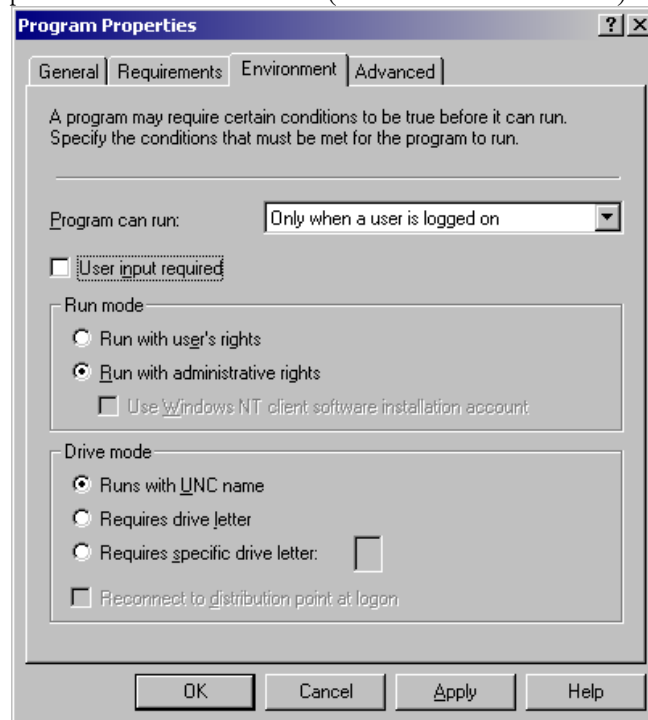 Program Properties
General Requirements Environment Advanced
A program may require certain conditions to be true before it can run.
Specify the conditions that must be met for the program to run.
Program can run: Only when a user is logged on
User input required
Run mode
Run with user's rights
Run with administrative rights
Use Windows NT client software installation account
Drive mode
Runs with UNC name
Requires drive letter
Requires specific drive letter:
Reconnect to distribution point at logon
OK Cancel Apply Help